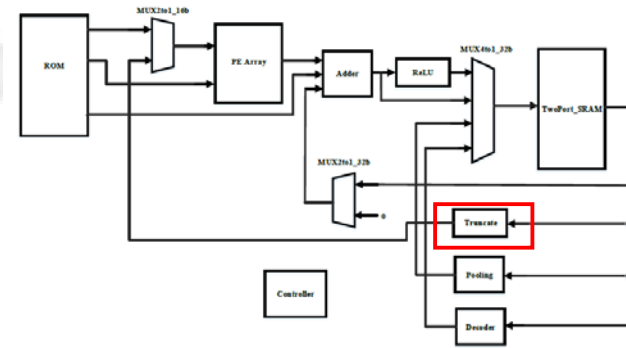 MUX2to1_16b
ROM
PE Array
Adder
ReLU
MUX4to1_32b
TwoPort_SRAM
MUX2to1_32b
0
Truncate
Pooling
Controller
Decoder